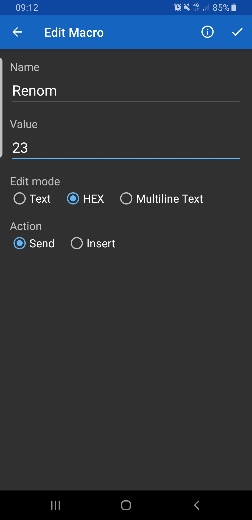 09:12 85%
Edit Macro
Name
Renom
Value
23
Edit mode
Text HEX Multiline Text
Action
Send Insert